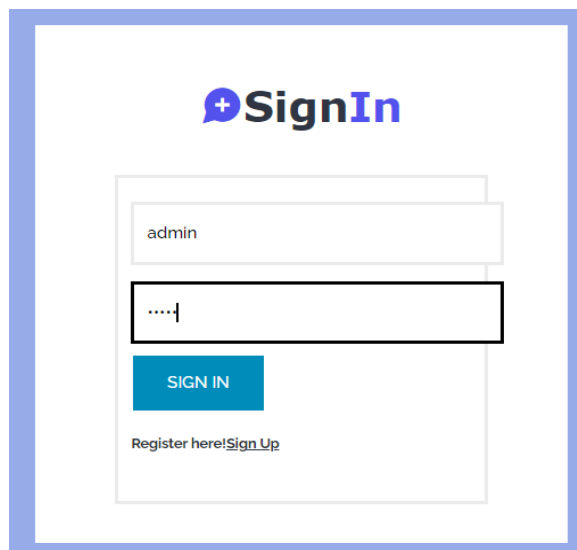 SignIn
admin
•••••
SIGN IN
Register here!Sign Up